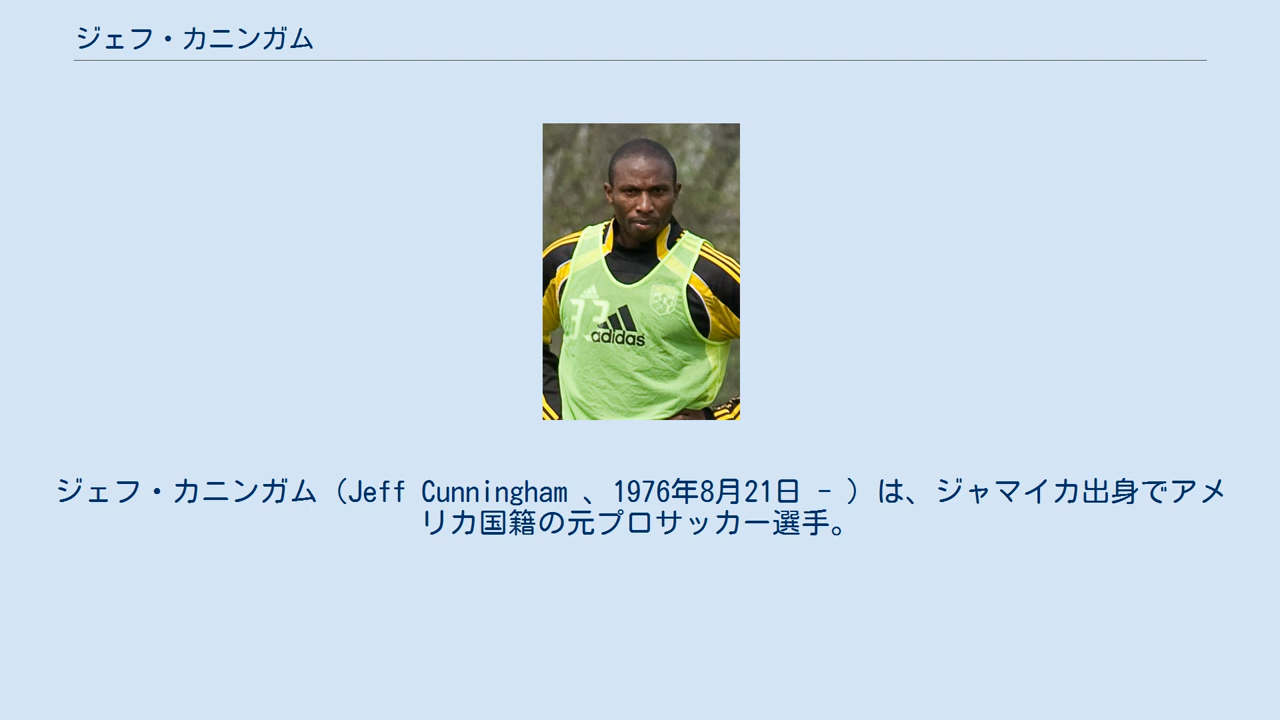 ジェフ・カニンガム
33
adidas
ジェフ・カニンガム（Jeff Cunningham 、1976年8月21日 - ）は、ジャマイカ出身でアメ
リカ国籍の元プロサッカー選手。